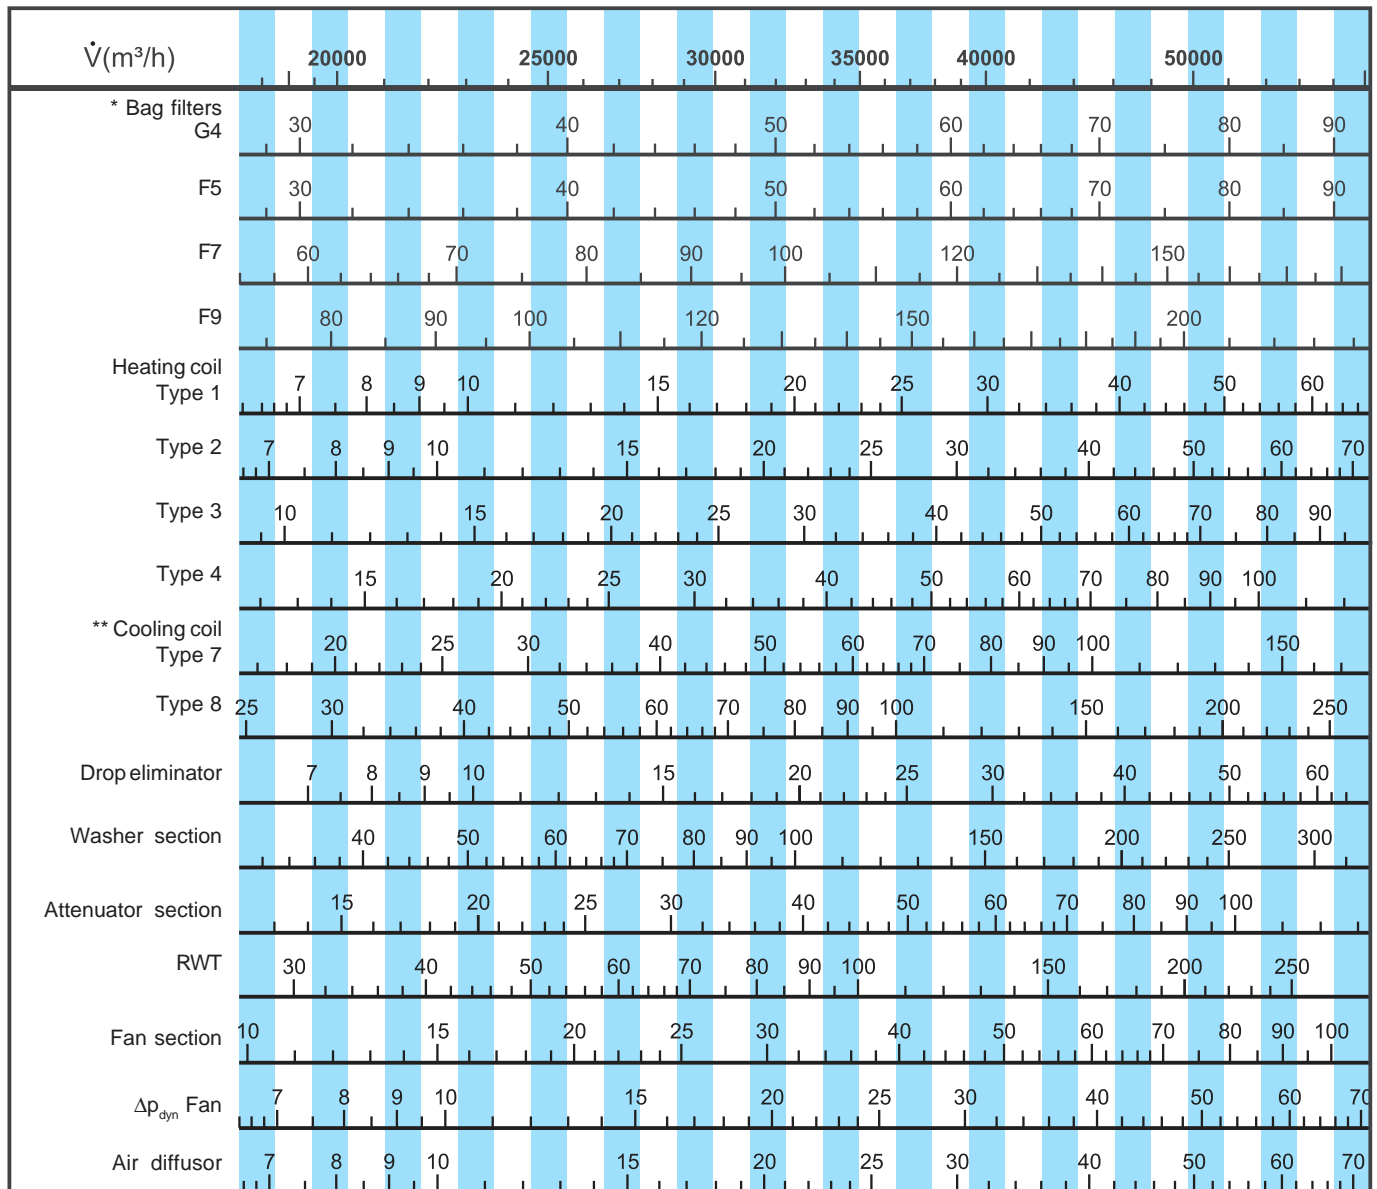 V̇(m³/h) 20000 25000 30000 35000 40000 50000
* Bag filters
G4 30 40 50 60 70 80 90
F5 30 40 50 60 70 80 90
F7 60 70 80 90 100 120 150
F9 80 90 100 120 150 200
Heating coil
Type 1 7 8 9 10 15 20 25 30 40 50 60
Type 2 7 8 9 10 15 20 25 30 40 50 60 70
Type 3 10 15 20 25 30 40 50 60 70 80 90
Type 4 15 20 25 30 40 50 60 70 80 90 100
** Cooling coil
Type 7 20 25 30 40 50 60 70 80 90 100 150
Type 8 25 30 40 50 60 70 80 90 100 150 200 250
Drop eliminator 7 8 9 10 15 20 25 30 40 50 60
Washer section 40 50 60 70 80 90 100 150 200 250 300
Attenuator section 15 20 25 30 40 50 60 70 80 90 100
RWT 30 40 50 60 70 80 90 100 150 200 250
Fan section 10 15 20 25 30 40 50 60 70 80 90 100
Δpdyn Fan 7 8 9 10 15 20 25 30 40 50 60 70
Air diffusor 7 8 9 10 15 20 25 30 40 50 60 70